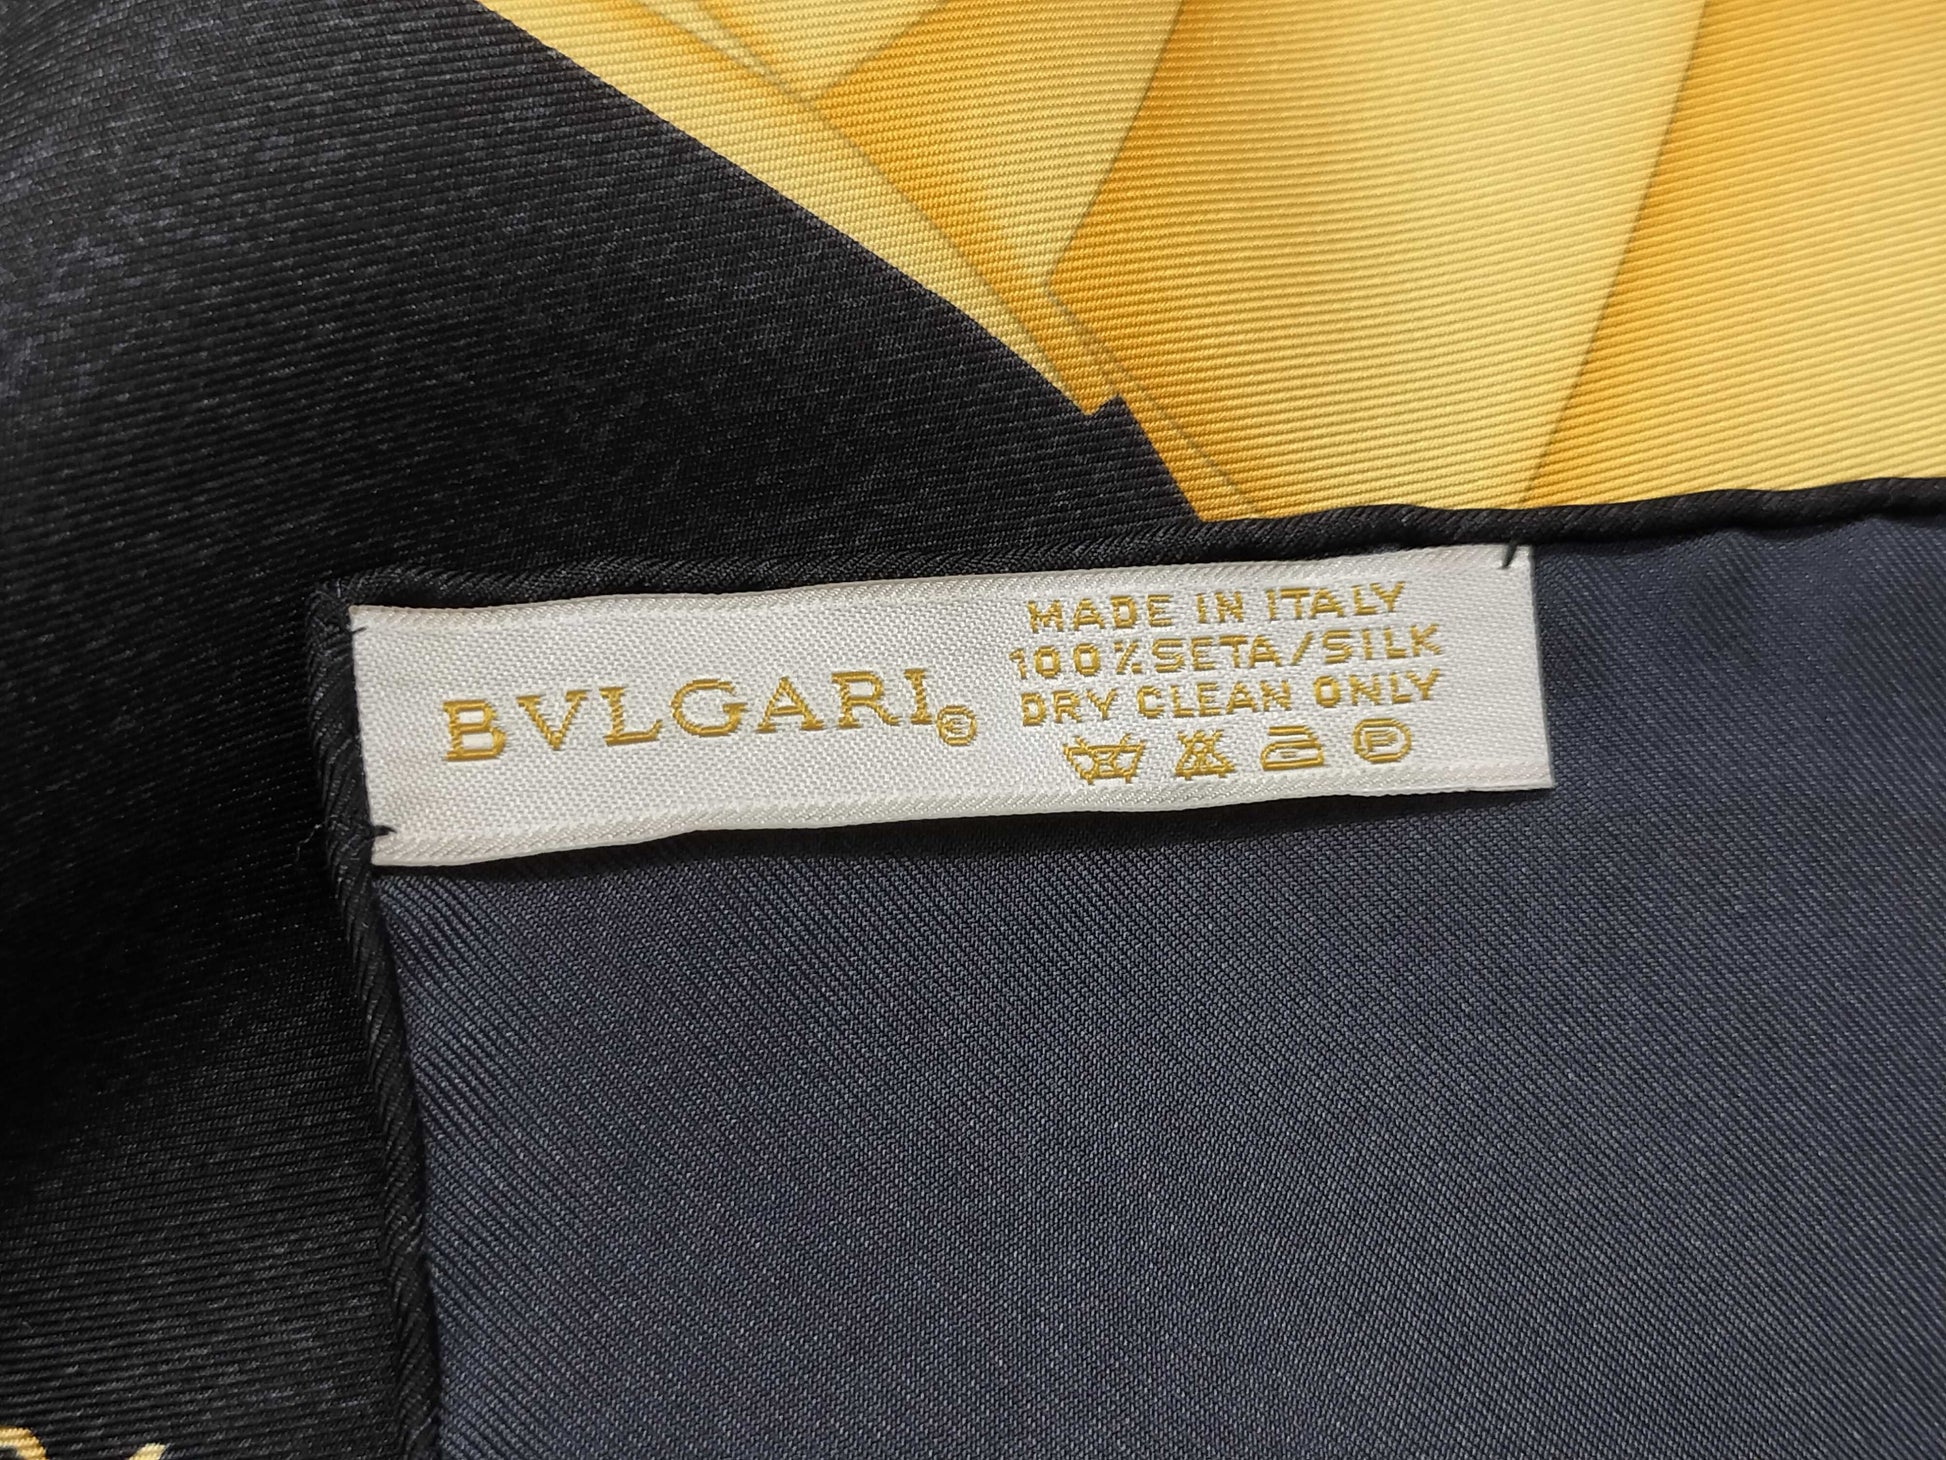 BVLGARI®
MADE IN ITALY
100% SETA/SILK
DRY CLEAN ONLY
P